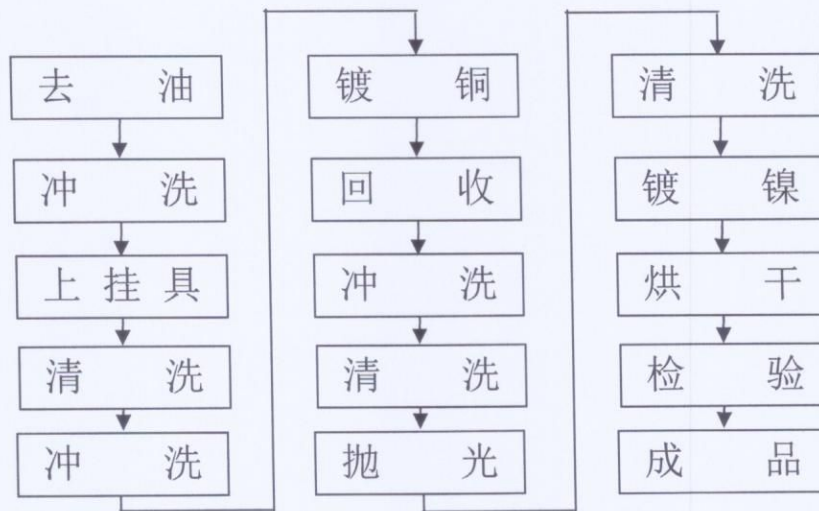 去 油
冲 洗
上 挂 具
清 洗
冲 洗
镀 铜
回 收
冲 洗
清 洗
抛 光
清 洗
镀 镍
烘 干
检 验
成 品